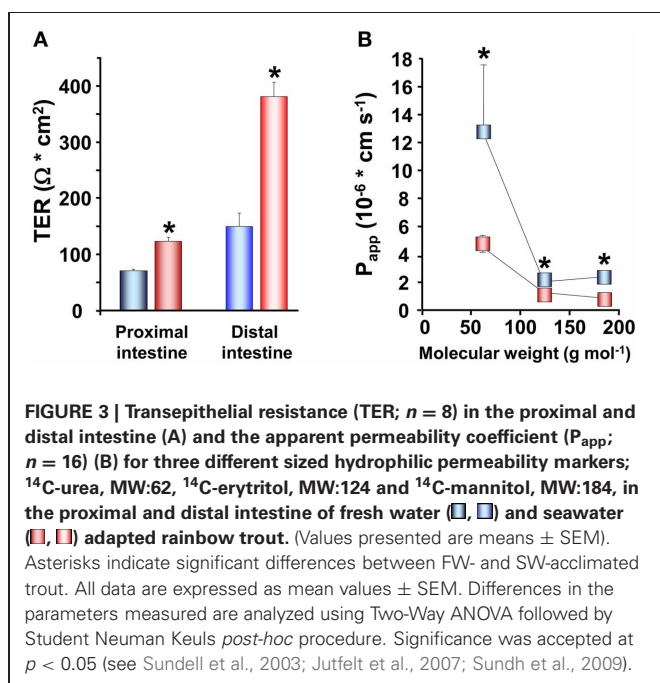 A
TER (Ω * cm²)
400
300
200
100
0
*
*
Proximal intestine
Distal intestine
B
Papp (10⁻⁶ * cm s⁻¹)
18
16
14
12
10
8
6
4
2
0
*
*
*
0 50 100 150 200
Molecular weight (g mol⁻¹)
FIGURE 3 | Transepithelial resistance (TER; n = 8) in the proximal and
distal intestine (A) and the apparent permeability coefficient (Papp;
n = 16) (B) for three different sized hydrophilic permeability markers;
¹⁴C-urea, MW:62, ¹⁴C-erytritol, MW:124 and ¹⁴C-mannitol, MW:184, in
the proximal and distal intestine of fresh water (, ) and seawater
(, ) adapted rainbow trout. (Values presented are means ± SEM).
Asterisks indicate significant differences between FW- and SW-acclimated
trout. All data are expressed as mean values ± SEM. Differences in the
parameters measured are analyzed using Two-Way ANOVA followed by
Student Neuman Keuls post-hoc procedure. Significance was accepted at
p < 0.05 (see Sundell et al., 2003; Jutfelt et al., 2007; Sundh et al., 2009).